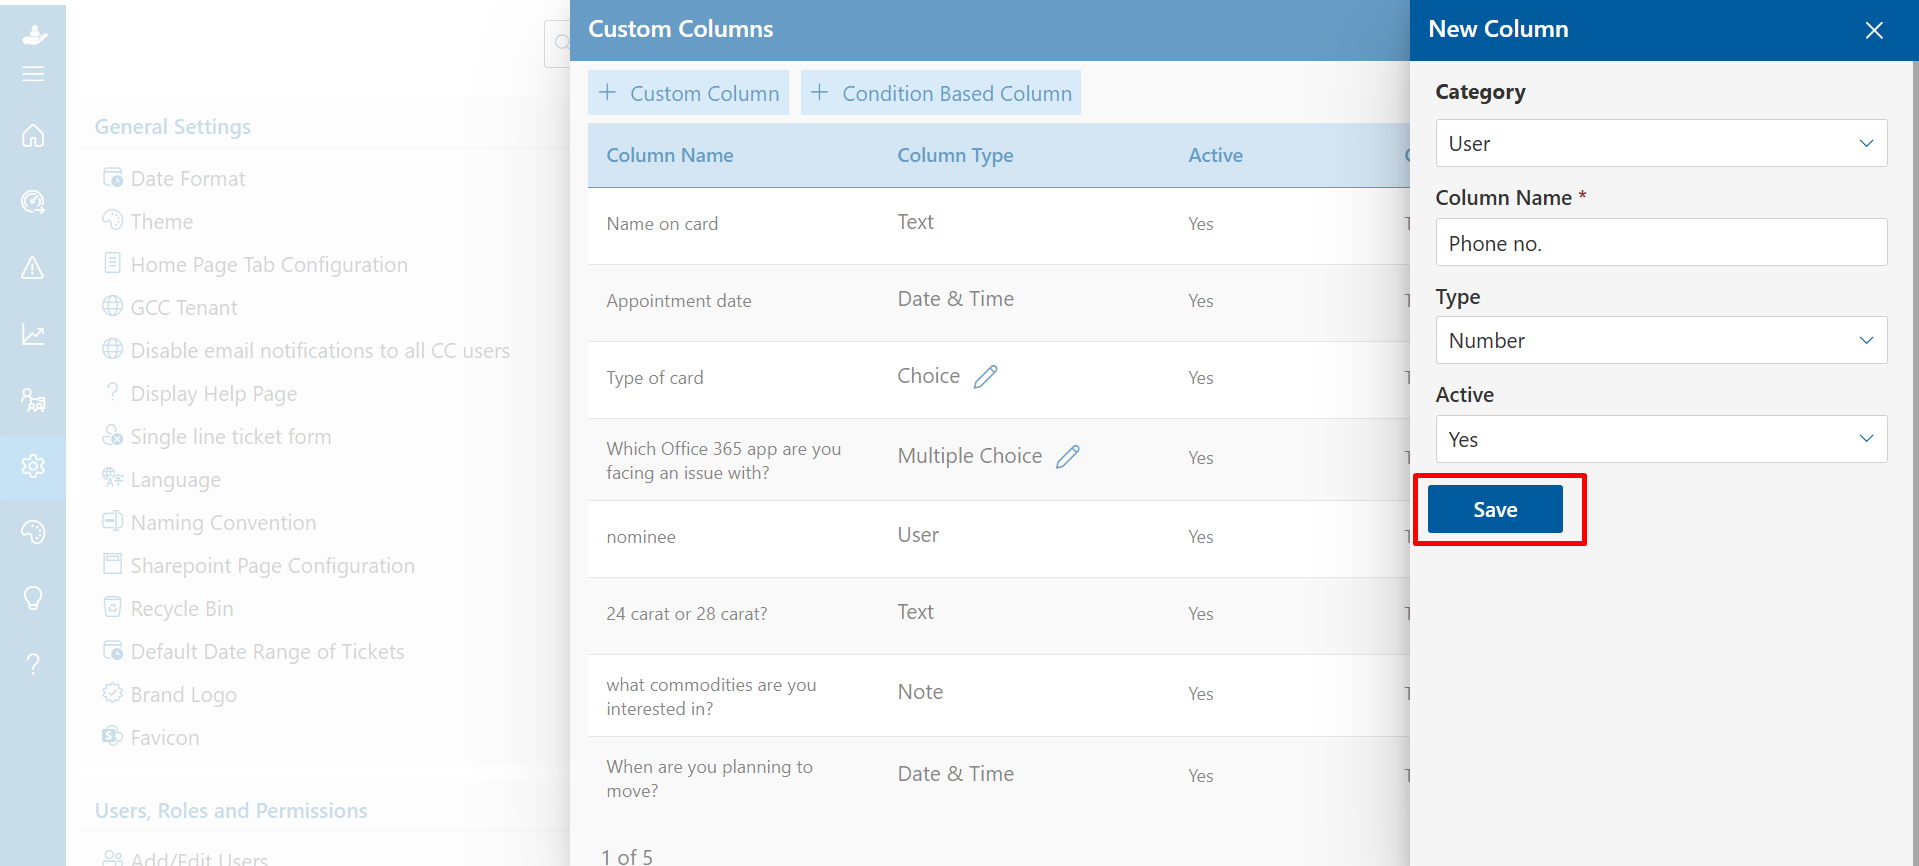 General Settings
Date Format
Theme
Home Page Tab Configuration
GCC Tenant
Disable email notifications to all CC users
Display Help Page
Single line ticket form
Language
Naming Convention
Sharepoint Page Configuration
Recycle Bin
Default Date Range of Tickets
Brand Logo
Favicon
Users, Roles and Permissions
Add/Edit Users
Custom Columns
+ Custom Column
+ Condition Based Column
Column Name Column Type Active
Name on card Text Yes
Appointment date Date & Time Yes
Type of card Choice Yes
Which Office 365 app are you
facing an issue with?
Multiple Choice Yes
nominee User Yes
24 carat or 28 carat? Text Yes
what commodities are you
interested in?
Note Yes
When are you planning to
move?
Date & Time Yes
1 of 5
New Column
Category
User
Column Name *
Phone no.
Type
Number
Active
Yes
Save